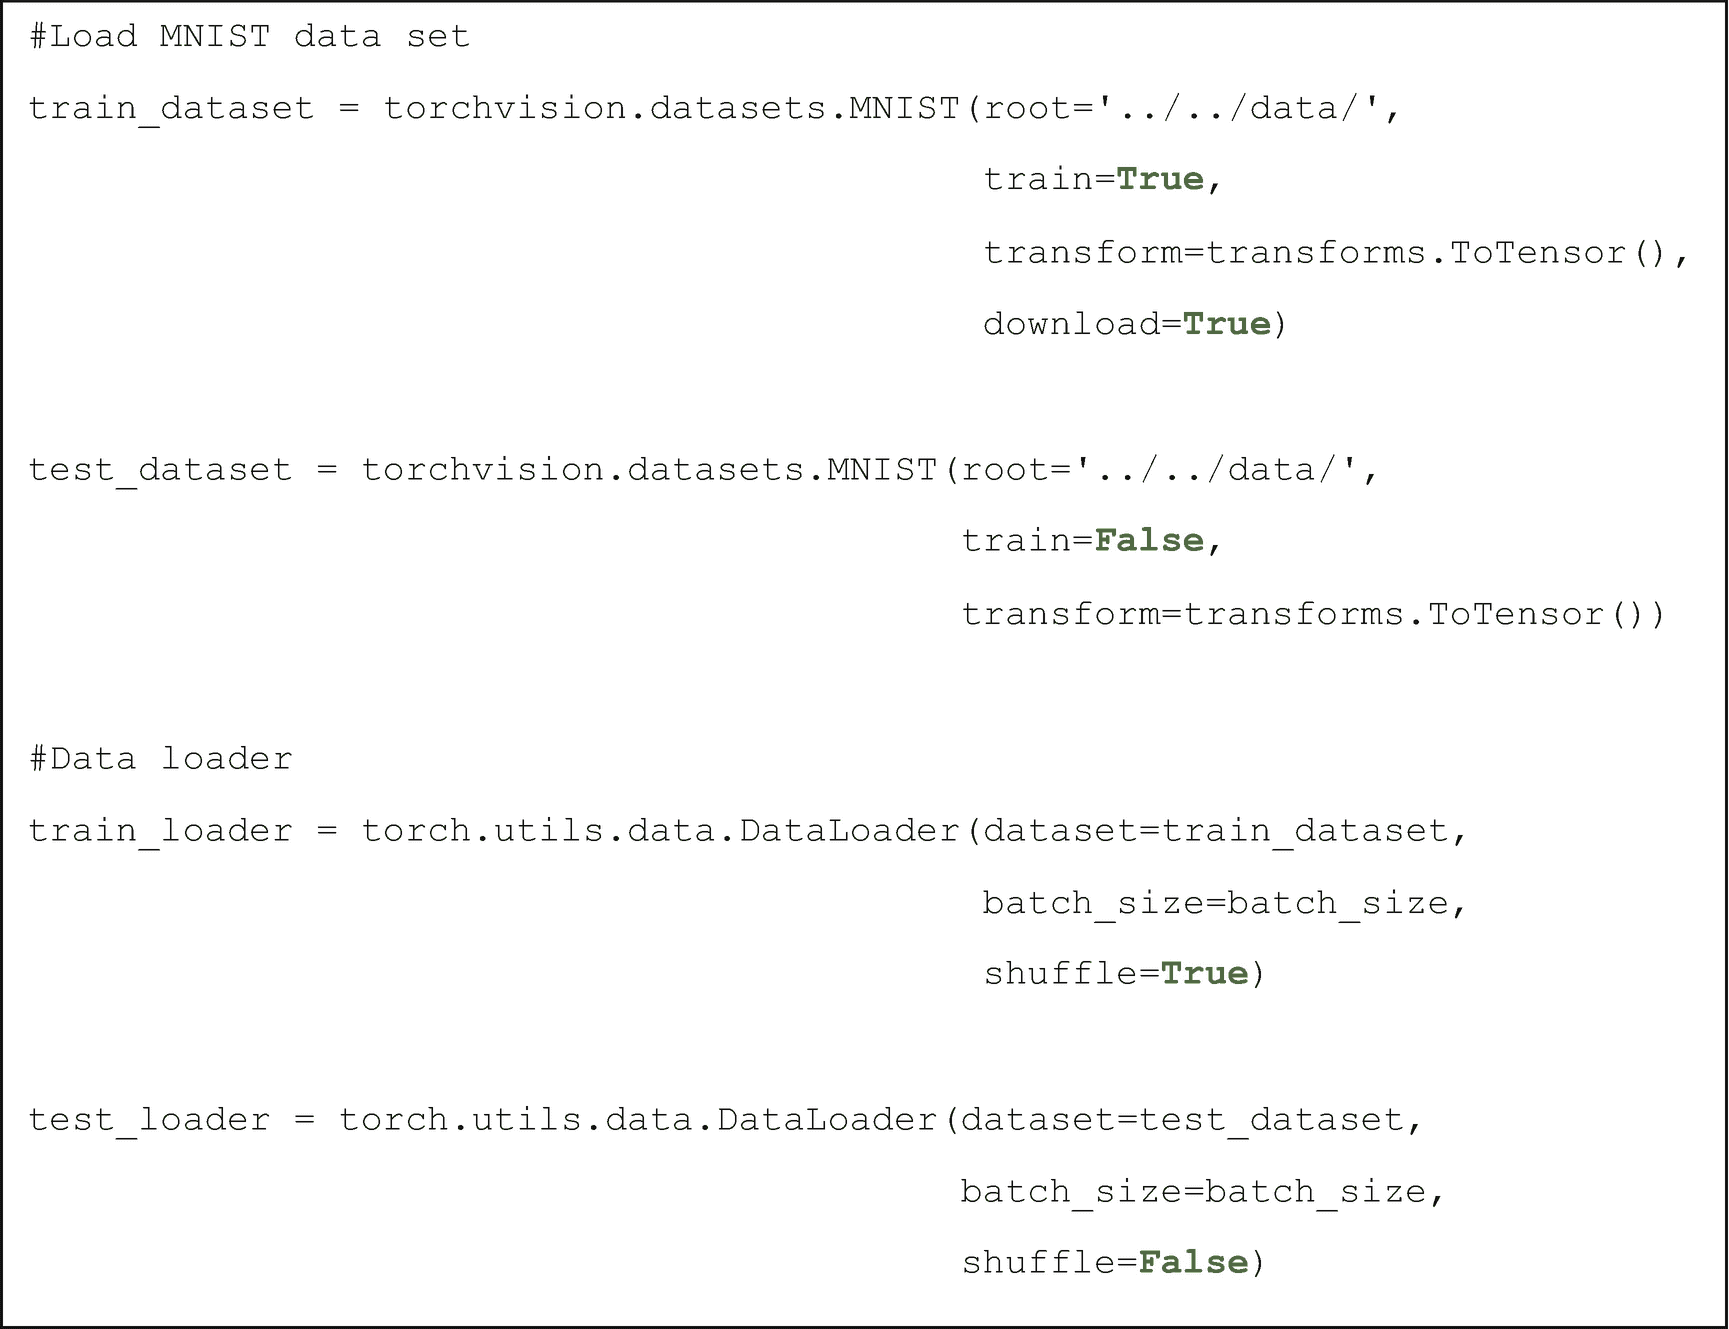 #Load MNIST data set
train_dataset = torchvision.datasets.MNIST(root='../../data/',
train=True,
transform=transforms.ToTensor(),
download=True)
test_dataset = torchvision.datasets.MNIST(root='../../data/',
train=False,
transform=transforms.ToTensor())
#Data loader
train_loader = torch.utils.data.DataLoader(dataset=train_dataset,
batch_size=batch_size,
shuffle=True)
test_loader = torch.utils.data.DataLoader(dataset=test_dataset,
batch_size=batch_size,
shuffle=False)